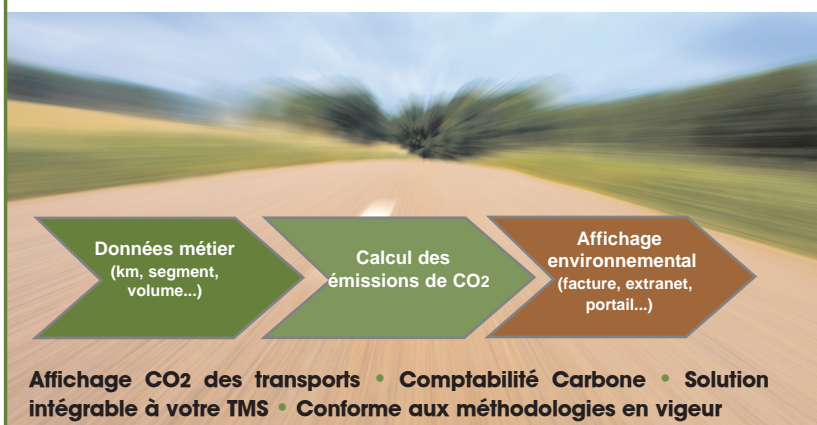 Données métier
(km, segment,
volume...)
Calcul des
émissions de CO2
Affichage
environnemental
(facture, extranet,
portail...)
Affichage CO2 des transports • Comptabilité Carbone • Solution
intégrable à votre TMS • Conforme aux méthodologies en vigueur